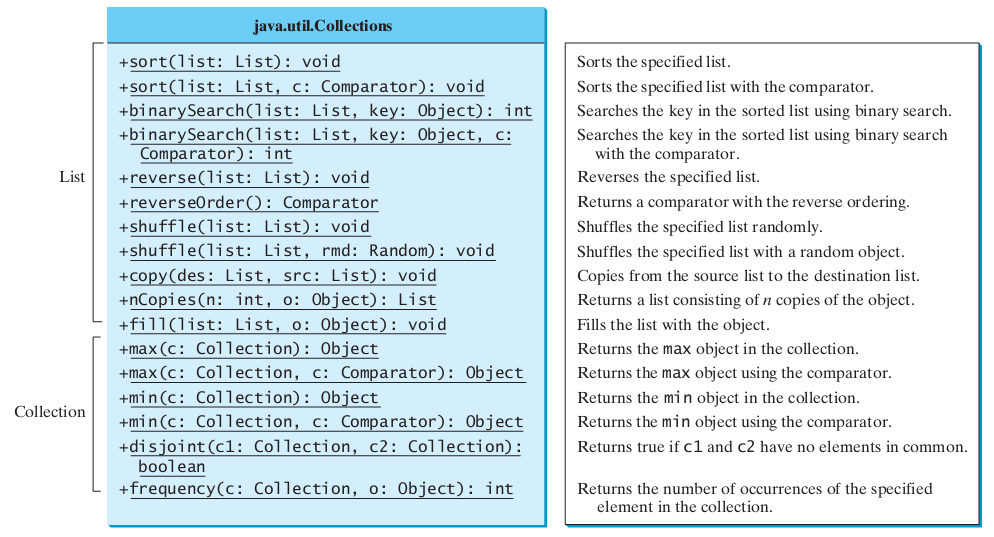 java.util.Collections
List
+sort(list: List): void
Sorts the specified list.
+sort(list: List, c: Comparator): void
Sorts the specified list with the comparator.
+binarySearch(list: List, key: Object): int
Searches the key in the sorted list using binary search.
+binarySearch(list: List, key: Object, c:
Comparator): int
Searches the key in the sorted list using binary search
with the comparator.
+reverse(list: List): void
Reverses the specified list.
+reverseOrder(): Comparator
Returns a comparator with the reverse ordering.
+shuffle(list: List): void
Shuffles the specified list randomly.
+shuffle(list: List, rmd: Random): void
Shuffles the specified list with a random object.
+copy(des: List, src: List): void
Copies from the source list to the destination list.
+nCopies(n: int, o: Object): List
Returns a list consisting of n copies of the object.
+fill(list: List, o: Object): void
Fills the list with the object.
Collection
+max(c: Collection): Object
Returns the max object in the collection.
+max(c: Collection, c: Comparator): Object
Returns the max object using the comparator.
+min(c: Collection): Object
Returns the min object in the collection.
+min(c: Collection, c: Comparator): Object
Returns the min object using the comparator.
+disjoint(c1: Collection, c2: Collection):
boolean
Returns true if c1 and c2 have no elements in common.
+frequency(c: Collection, o: Object): int
Returns the number of occurrences of the specified
element in the collection.